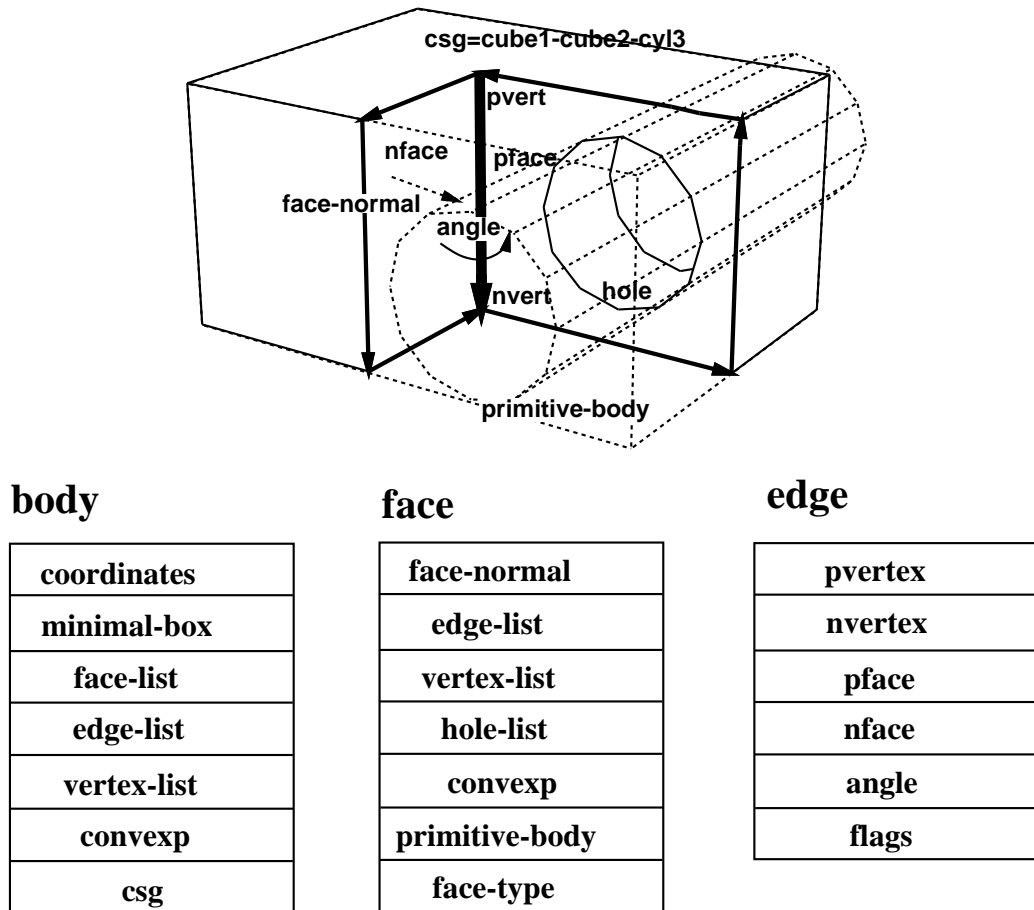 csg=cube1-cube2-cyl3
pvert
nface
pface
face-normal
angle
nvert
hole
primitive-body
body
face
edge
coordinates
minimal-box
face-list
edge-list
vertex-list
convexp
csg
face-normal
edge-list
vertex-list
hole-list
convexp
primitive-body
face-type
pvertex
nvertex
pface
nface
angle
flags